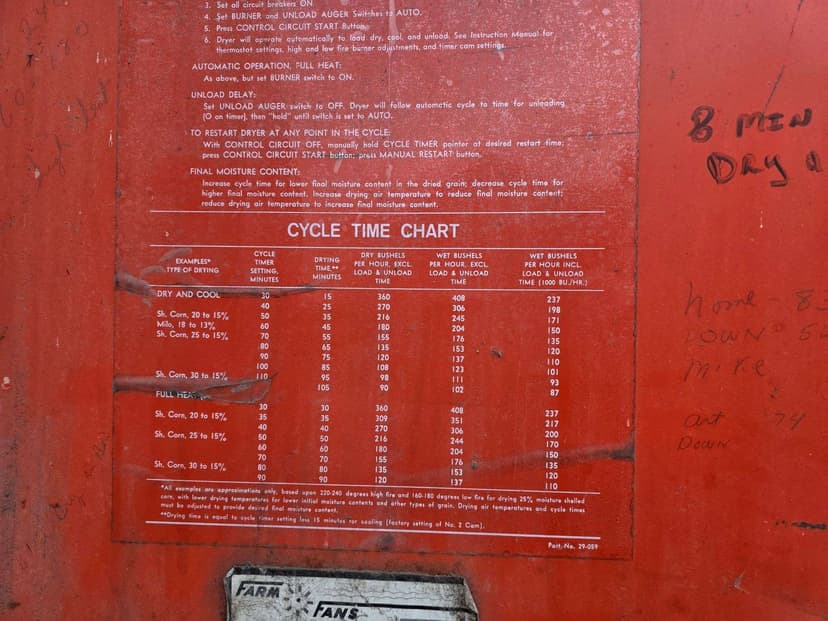 3. Set all circuit breakers ON.
4. Set BURNER and UNLOAD AUGER Switches to AUTO.
5. Press CONTROL CIRCUIT START Button.
6. Dryer will operate automatically to load dry, cool, and unload. See Instruction Manual for
thermostat settings, high and low fire burner adjustments, and timer cam settings.
AUTOMATIC OPERATION, FULL HEAT:
As above, but set BURNER switch to ON.
UNLOAD DELAY:
Set UNLOAD AUGER switch to OFF. Dryer will follow automatic cycle to time for unloading
(O on timer), then "hold" until switch is set to AUTO.
TO RESTART DRYER AT ANY POINT IN THE CYCLE:
With CONTROL CIRCUIT OFF, manually hold CYCLE TIMER pointer at desired restart time;
press CONTROL CIRCUIT START button; press MANUAL RESTART button.
FINAL MOISTURE CONTENT:
Increase cycle time for lower final moisture content in the dried grain; decrease cycle time for
higher final moisture content. Increase drying air temperature to reduce final moisture content;
reduce drying air temperature to increase final moisture content.
CYCLE TIME CHART
EXAMPLES* TYPE OF DRYING
CYCLE TIMER SETTING, MINUTES
DRYING TIME,** MINUTES
DRY BUSHELS PER HOUR, EXCL. LOAD & UNLOAD TIME
WET BUSHELS PER HOUR, EXCL. LOAD & UNLOAD TIME
WET BUSHELS PER HOUR INCL. LOAD & UNLOAD TIME (1000 BU./HR.)
DRY AND COOL 30 15 360 408 237
40 25 270 306 198
Sh. Corn, 20 to 15% 50 35 216 245 171
Milo, 18 to 13% 60 45 180 204 150
Sh. Corn, 25 to 15% 70 55 155 176 135
80 65 135 153 120
90 75 120 137 110
100 85 108 123 101
Sh. Corn, 30 to 15% 110 95 98 111 93
105 90 102 87
FULL HEAT
30 30 360 408 237
Sh. Corn, 20 to 15% 35 35 309 351 217
40 40 270 306 200
Sh. Corn, 25 to 15% 50 50 216 244 170
60 60 180 204 150
70 70 155 176 135
Sh. Corn, 30 to 15% 80 80 135 153 120
90 90 120 137 110
*All examples are approximations only, based upon 220-240 degrees high fire and 160-180 degrees low fire for drying 25% moisture shelled
corn, with lower drying temperatures for lower initial moisture contents and other types of grain. Drying air temperatures and cycle times
must be adjusted to provide desired final moisture content.
**Drying time is equal to cycle timer setting less 15 minutes for cooling (factory setting of No. 2 Cam).
Part No. 29-059
FARM FANS
8 MIN
Dry
home - 8
DOWN 5
Mike
art 74
Down